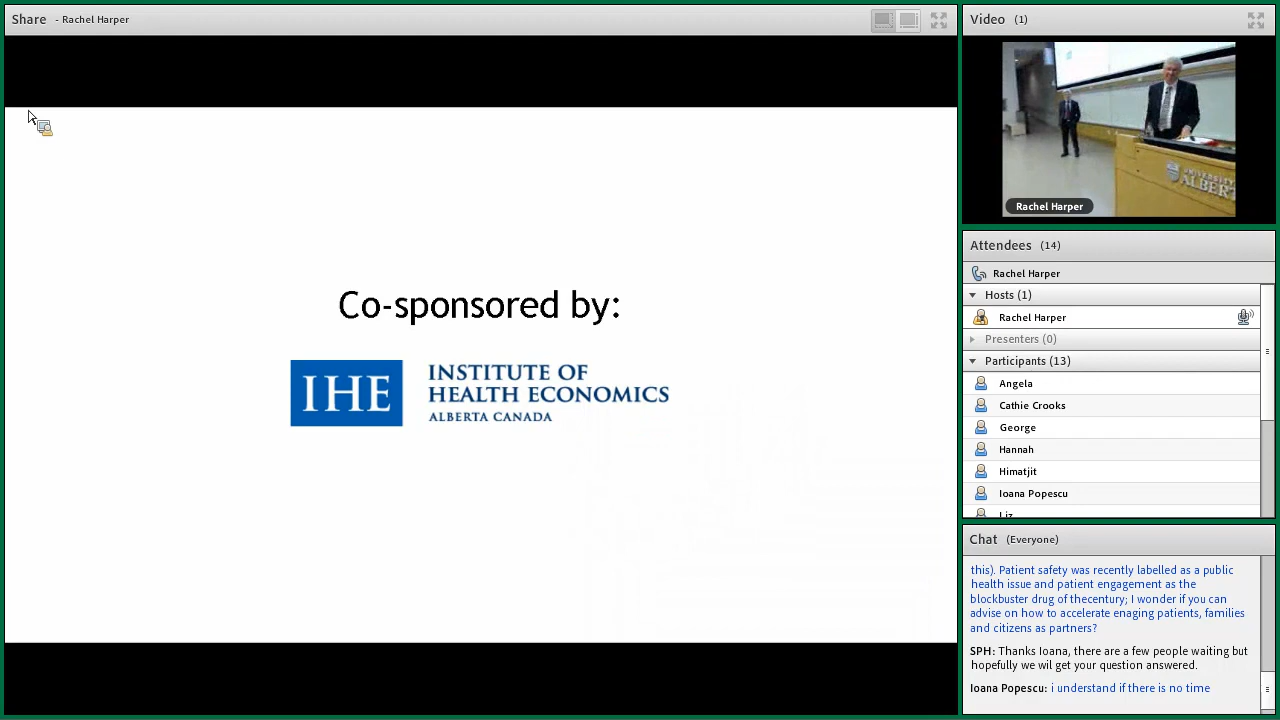 Share - Rachel Harper
Co-sponsored by:
IHE
INSTITUTE OF
HEALTH ECONOMICS
ALBERTA CANADA
Video (1)
UNIVERSITY
ALBERT
Rachel Harper
Attendees (14)
Rachel Harper
Hosts (1)
Rachel Harper
Presenters (0)
Participants (13)
Angela
Cathie Crooks
George
Hannah
Himatjit
Ioana Popescu
Liz
Chat (Everyone)
this). Patient safety was recently labelled as a public
health issue and patient engagement as the
blockbuster drug of thecentury; I wonder if you can
advise on how to accelerate enaging patients, families
and citizens as partners?
SPH: Thanks Ioana, there are a few people waiting but
hopefully we wil get your question answered.
Ioana Popescu: i understand if there is no time